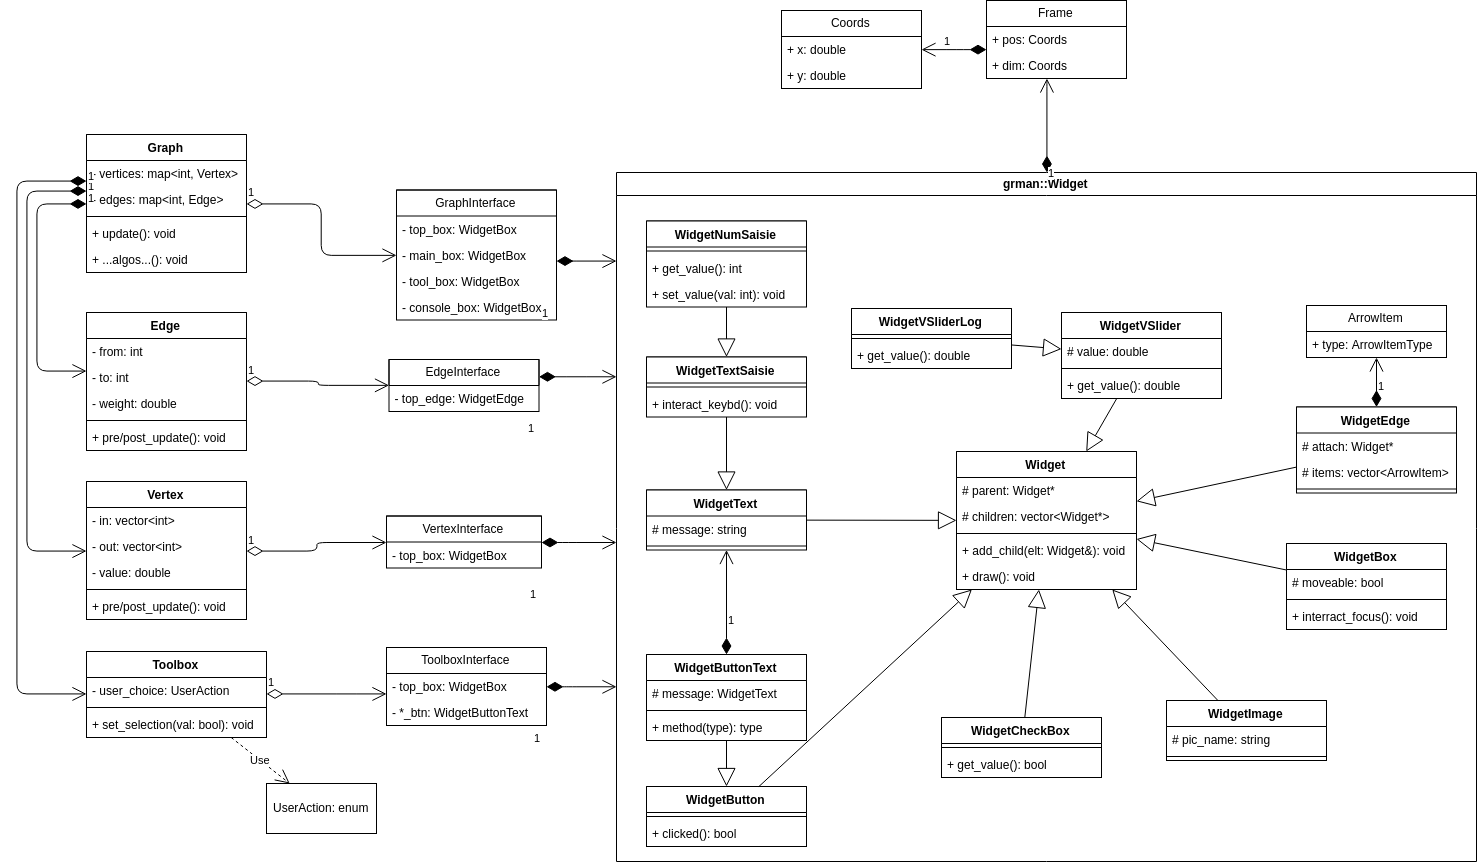 Coords
+ x: double
+ y: double
1
Frame
+ pos: Coords
+ dim: Coords
1
Graph
- vertices: map<int, Vertex>
- edges: map<int, Edge>
+ update(): void
+ ...algos...(): void
1
1
1
1
GraphInterface
- top_box: WidgetBox
- main_box: WidgetBox
- tool_box: WidgetBox
- console_box: WidgetBox
1
Edge
- from: int
- to: int
- weight: double
+ pre/post_update(): void
1
EdgeInterface
- top_edge: WidgetEdge
1
Vertex
- in: vector<int>
- out: vector<int>
- value: double
+ pre/post_update(): void
1
VertexInterface
- top_box: WidgetBox
1
Toolbox
- user_choice: UserAction
+ set_selection(val: bool): void
1
ToolboxInterface
- top_box: WidgetBox
- *_btn: WidgetButtonText
1
Use
UserAction: enum
grman::Widget
WidgetNumSaisie
+ get_value(): int
+ set_value(val: int): void
WidgetTextSaisie
+ interact_keybd(): void
WidgetText
# message: string
1
WidgetButtonText
# message: WidgetText
+ method(type): type
WidgetButton
+ clicked(): bool
WidgetVSliderLog
+ get_value(): double
WidgetVSlider
# value: double
+ get_value(): double
ArrowItem
+ type: ArrowItemType
1
WidgetEdge
# attach: Widget*
# items: vector<ArrowItem>
Widget
# parent: Widget*
# children: vector<Widget*>
+ add_child(elt: Widget&): void
+ draw(): void
WidgetBox
# moveable: bool
+ interract_focus(): void
WidgetCheckBox
+ get_value(): bool
WidgetImage
# pic_name: string